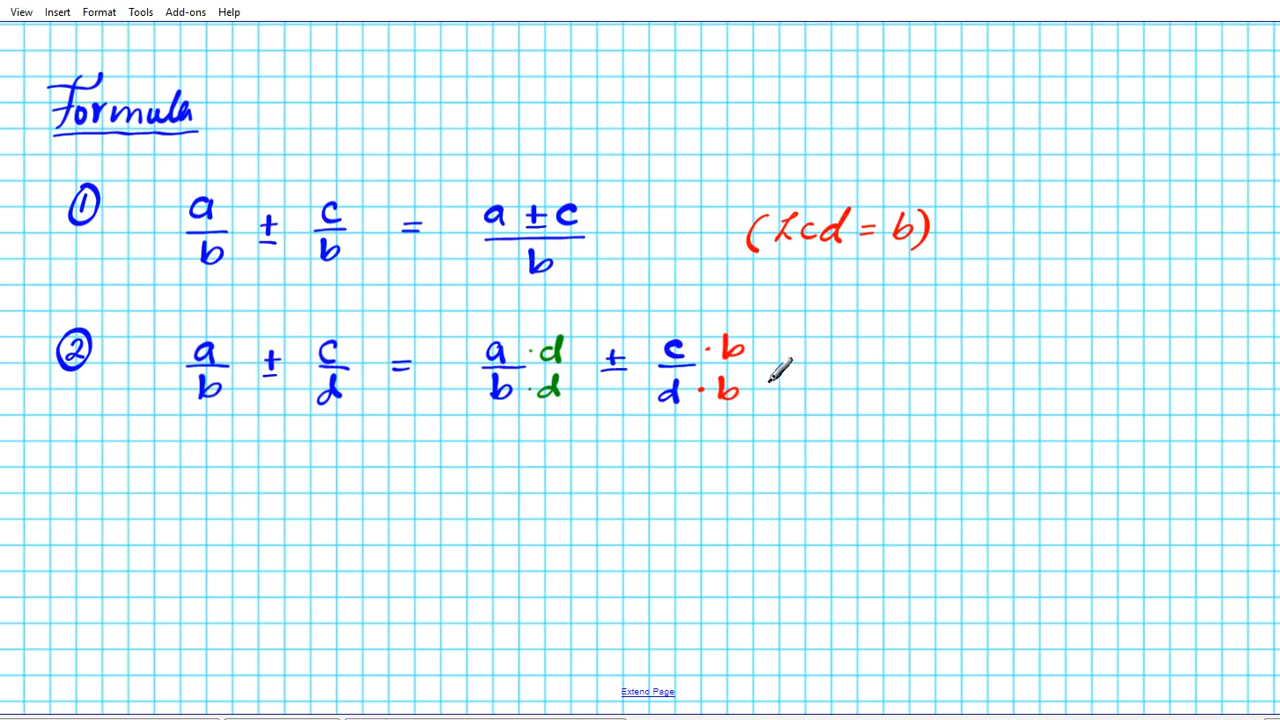 View Insert Format Tools Add-ons Help
Formula
① a/b ± c/b = (a ± c)/b (lcd = b)
② a/b ± c/d = a·d/b·d ± c·b/d·b
Extend Page